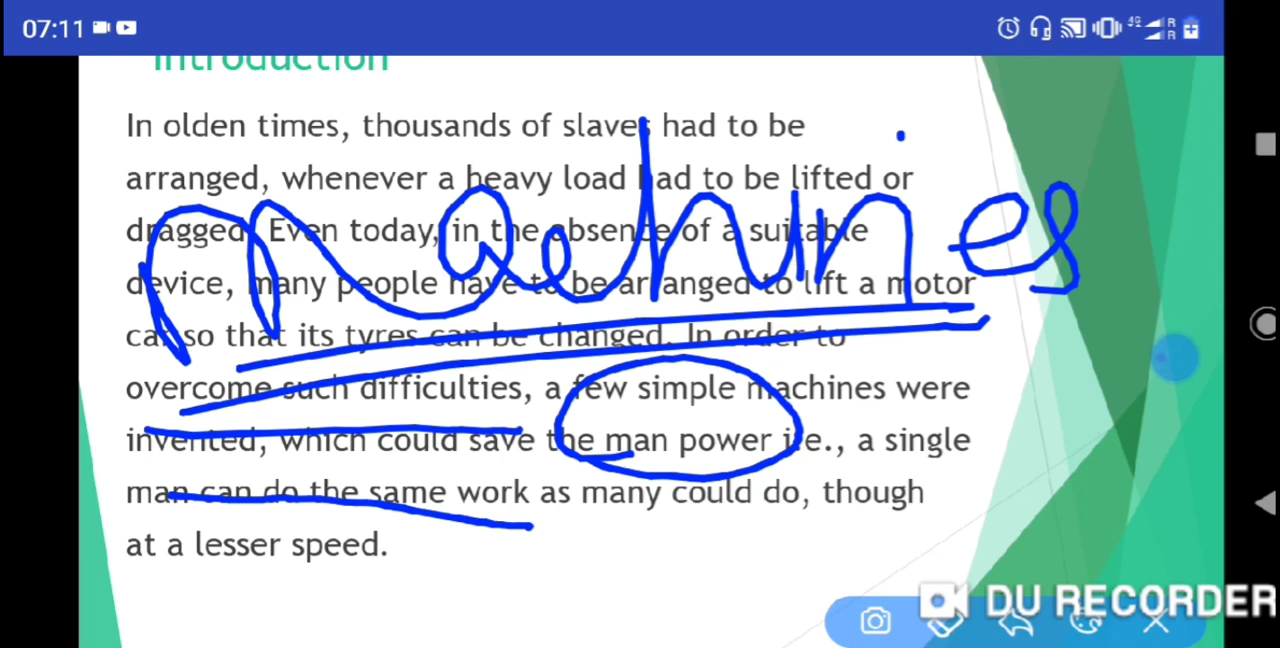 07:11
4G R
R
Introduction
In olden times, thousands of slaves had to be
arranged, whenever a heavy load had to be lifted or
dragged. Even today, in the absence of a suitable
device, many people have to be arranged to lift a motor
car so that its tyres can be changed. In order to
overcome such difficulties, a few simple machines were
invented, which could save the man power i.e., a single
man can do the same work as many could do, though
at a lesser speed.
Machines
DU RECORDER